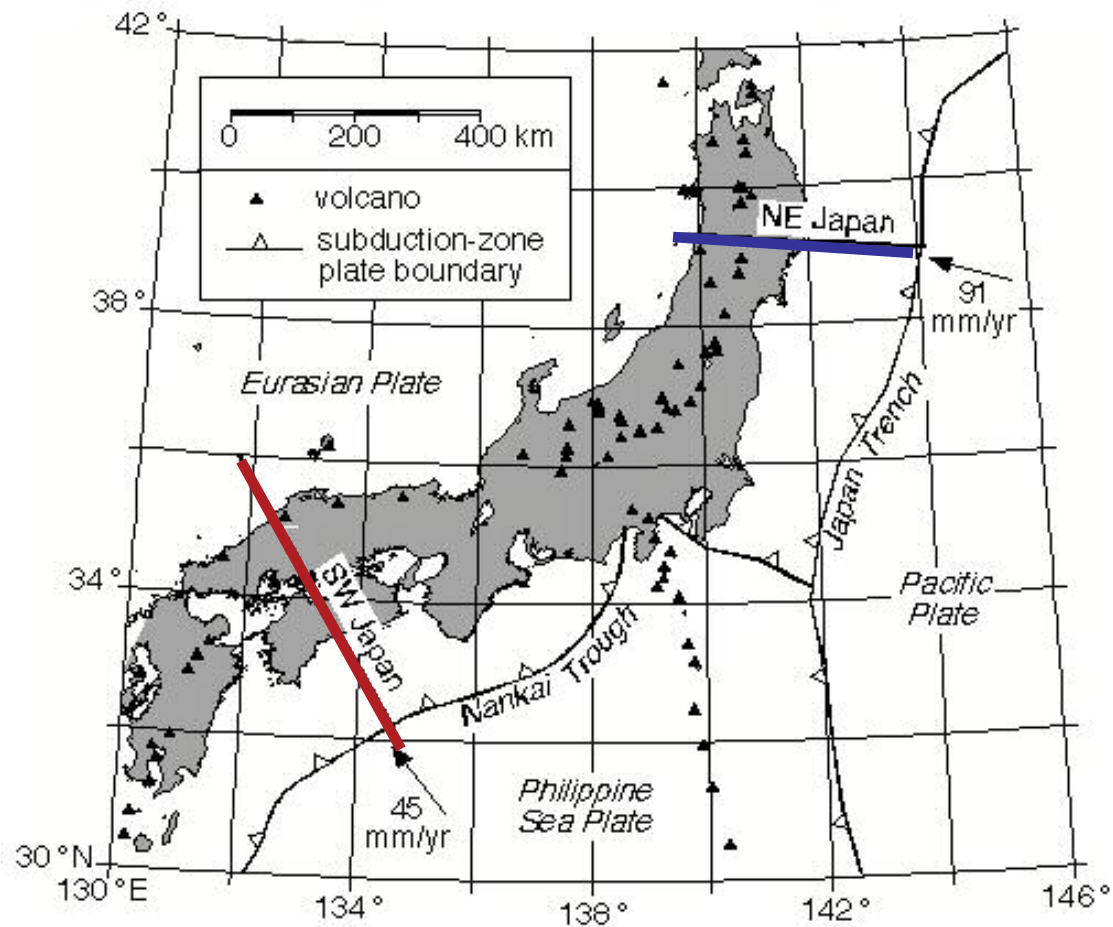 42°
0 200 400 km
volcano
subduction-zone
plate boundary
NE Japan
91
mm/yr
38°
Eurasian Plate
Japan Trench
34°
SW Japan
Pacific
Plate
Nankai Trough
Philippine
Sea Plate
45
mm/yr
30°N
130°E
134°
138°
142°
146°